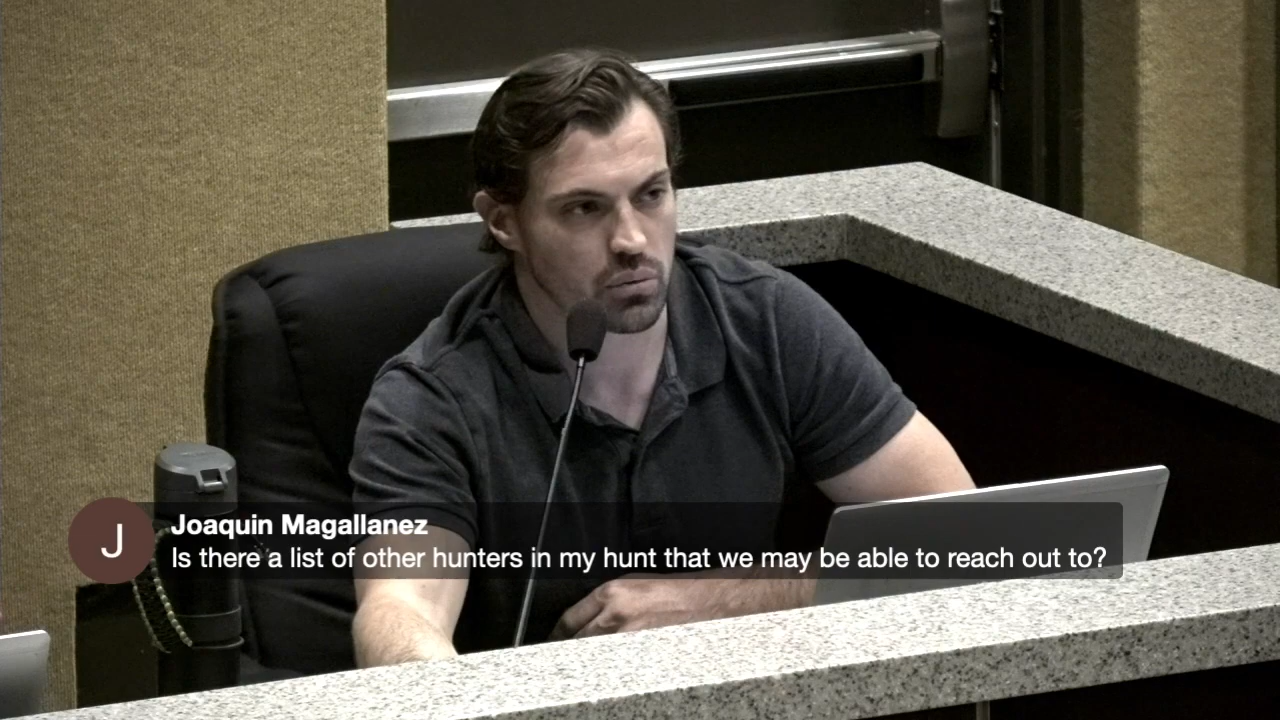 J
Joaquin Magallanez
Is there a list of other hunters in my hunt that we may be able to reach out to?